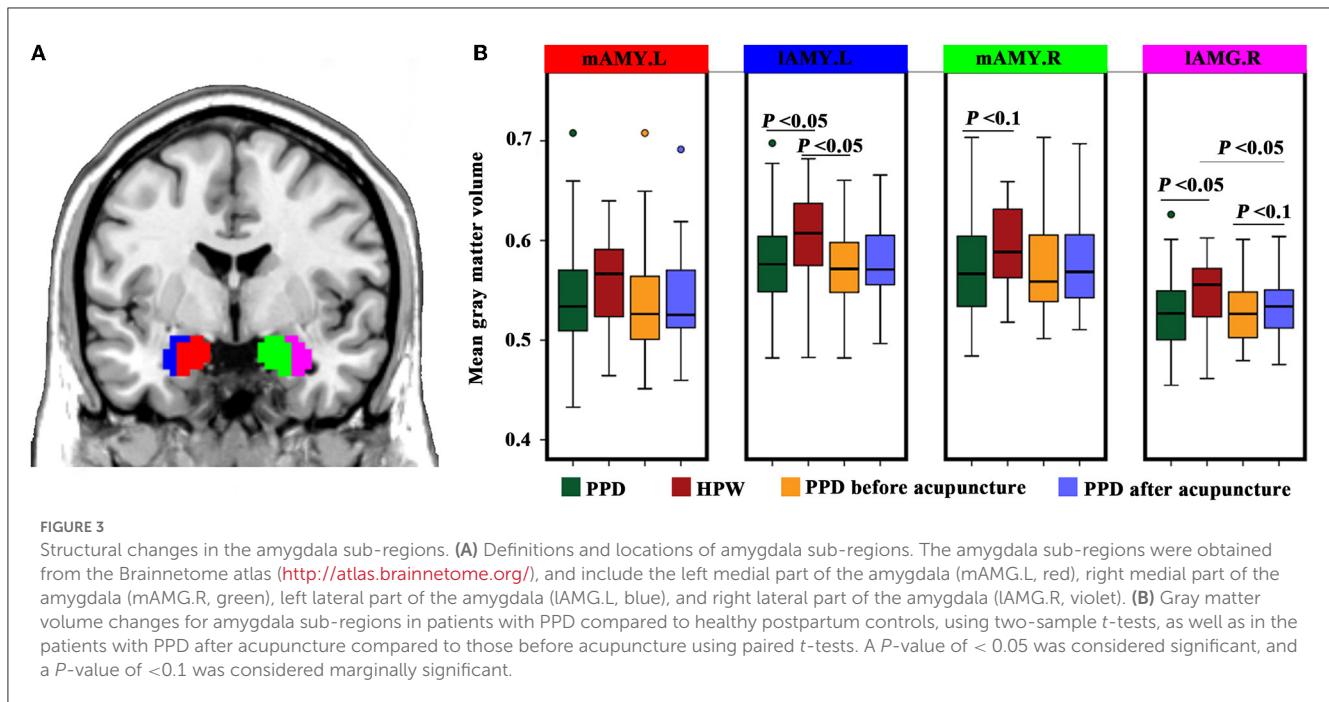 A
B
mAMY.L
lAMY.L
mAMY.R
lAMG.R
Mean gray matter volume
0.7
0.6
0.5
0.4
P <0.05
P <0.05
P <0.1
P <0.05
P <0.05
P <0.1
PPD
HPW
PPD before acupuncture
PPD after acupuncture
FIGURE 3
Structural changes in the amygdala sub-regions. (A) Definitions and locations of amygdala sub-regions. The amygdala sub-regions were obtained
from the Brainnetome atlas (http://atlas.brainnetome.org/), and include the left medial part of the amygdala (mAMG.L, red), right medial part of the
amygdala (mAMG.R, green), left lateral part of the amygdala (lAMG.L, blue), and right lateral part of the amygdala (lAMG.R, violet). (B) Gray matter
volume changes for amygdala sub-regions in patients with PPD compared to healthy postpartum controls, using two-sample t-tests, as well as in the
patients with PPD after acupuncture compared to those before acupuncture using paired t-tests. A P-value of < 0.05 was considered significant, and
a P-value of <0.1 was considered marginally significant.